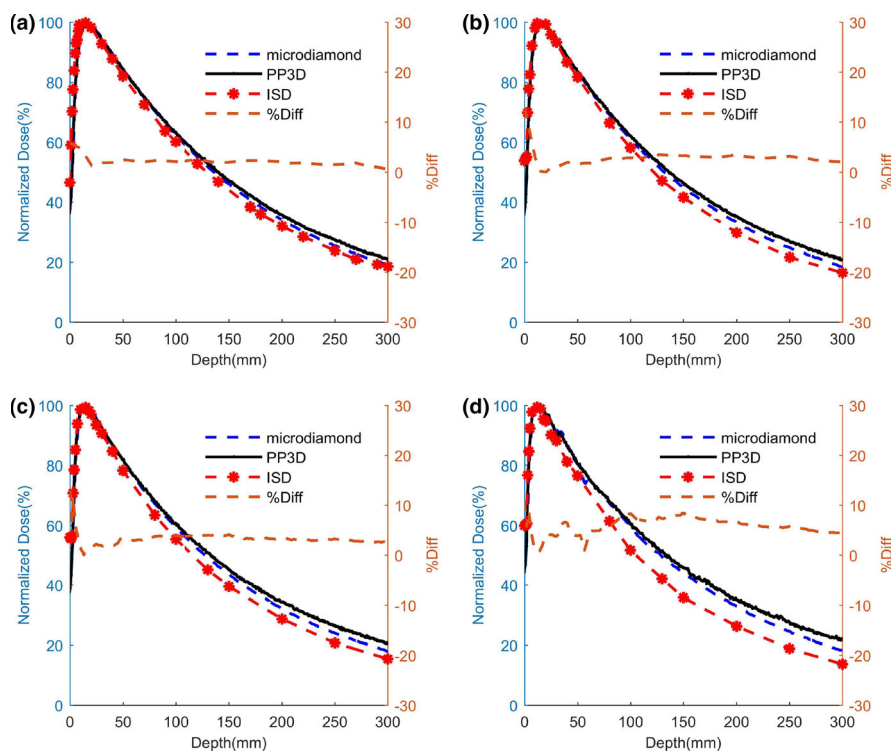 (a)
Normalized Dose(%)
100
80
60
40
20
0
microdiamond
PP3D
ISD
%Diff
30
20
10
0
-10
-20
-30
%Diff
0 50 100 150 200 250 300
Depth(mm)
(b)
Normalized Dose(%)
100
80
60
40
20
0
microdiamond
PP3D
ISD
%Diff
30
20
10
0
-10
-20
-30
%Diff
0 50 100 150 200 250 300
Depth(mm)
(c)
Normalized Dose(%)
100
80
60
40
20
0
microdiamond
PP3D
ISD
%Diff
30
20
10
0
-10
-20
-30
%Diff
0 50 100 150 200 250 300
Depth(mm)
(d)
Normalized Dose(%)
100
80
60
40
20
0
microdiamond
PP3D
ISD
%Diff
30
20
10
0
-10
-20
-30
%Diff
0 50 100 150 200 250 300
Depth(mm)